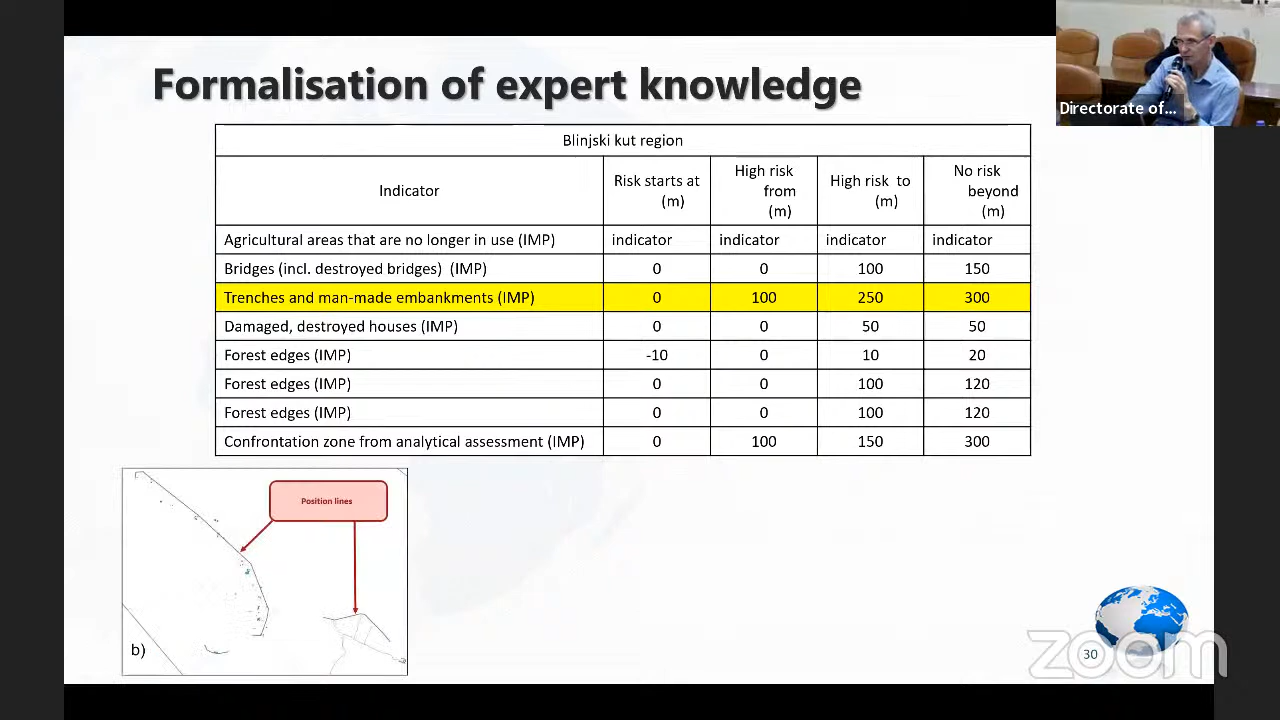 Formalisation of expert knowledge
Directorate of...
Blinjski kut region
Indicator Risk starts at (m) High risk from (m) High risk to (m) No risk beyond (m)
Agricultural areas that are no longer in use (IMP) indicator indicator indicator indicator
Bridges (incl. destroyed bridges) (IMP) 0 0 100 150
Trenches and man-made embankments (IMP) 0 100 250 300
Damaged, destroyed houses (IMP) 0 0 50 50
Forest edges (IMP) -10 0 10 20
Forest edges (IMP) 0 0 100 120
Forest edges (IMP) 0 0 100 120
Confrontation zone from analytical assessment (IMP) 0 100 150 300
Position lines
b)
30
zoom